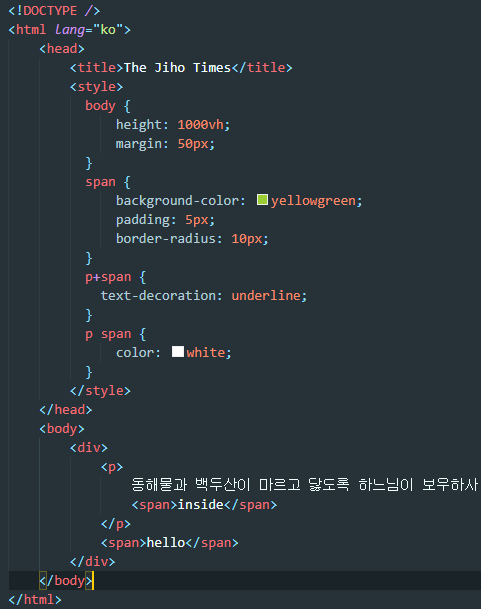 <!DOCTYPE />
<html lang="ko">
<head>
<title>The Jiho Times</title>
<style>
body {
height: 1000vh;
margin: 50px;
}
span {
background-color: yellowgreen;
padding: 5px;
border-radius: 10px;
}
p+span {
text-decoration: underline;
}
p span {
color: white;
}
</style>
</head>
<body>
<div>
<p>
동해물과 백두산이 마르고 닳도록 하느님이 보우하사
<span>inside</span>
</p>
<span>hello</span>
</div>
</body>
</html>